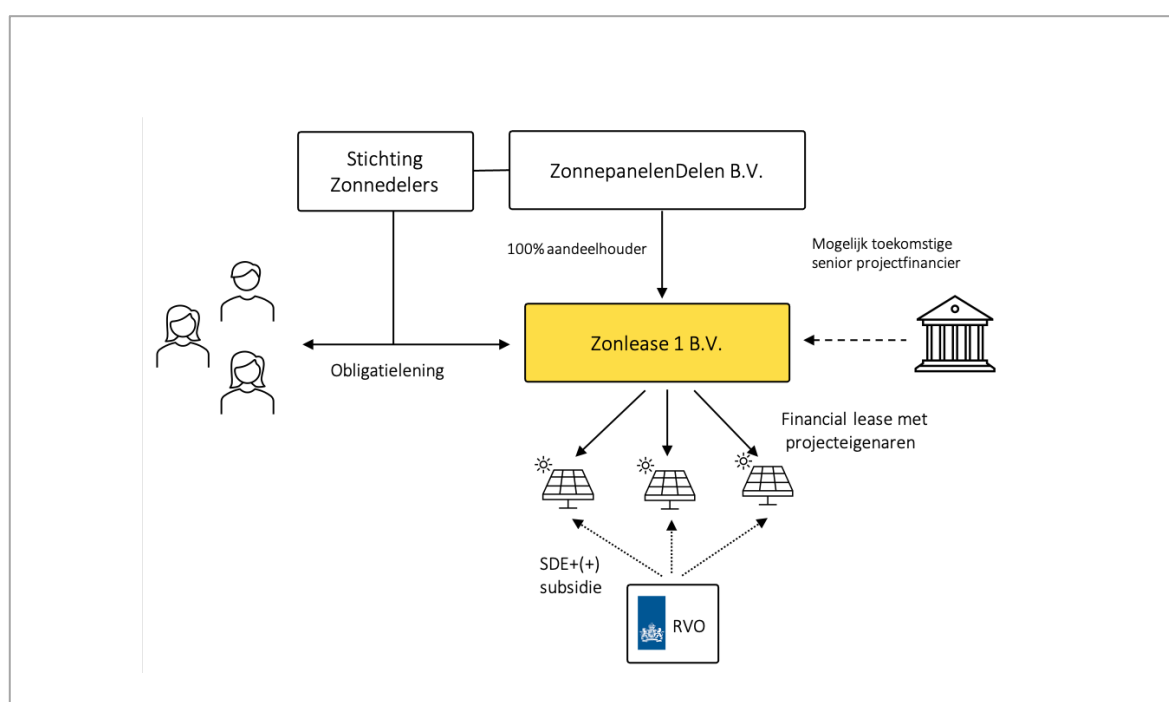 Stichting
Zonnedelers
ZonnepanelenDelen B.V.
100% aandeelhouder
Mogelijk toekomstige
senior projectfinancier
Zonlease 1 B.V.
Obligatielening
Financial lease met
projecteigenaren
SDE+(+)
subsidie
RVO